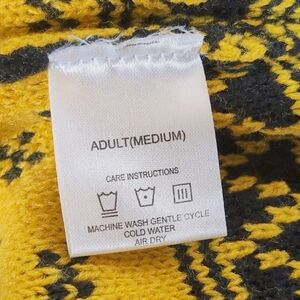 ADULT(MEDIUM)
CARE INSTRUCTIONS
MACHINE WASH GENTLE CYCLE
COLD WATER
AIR DRY